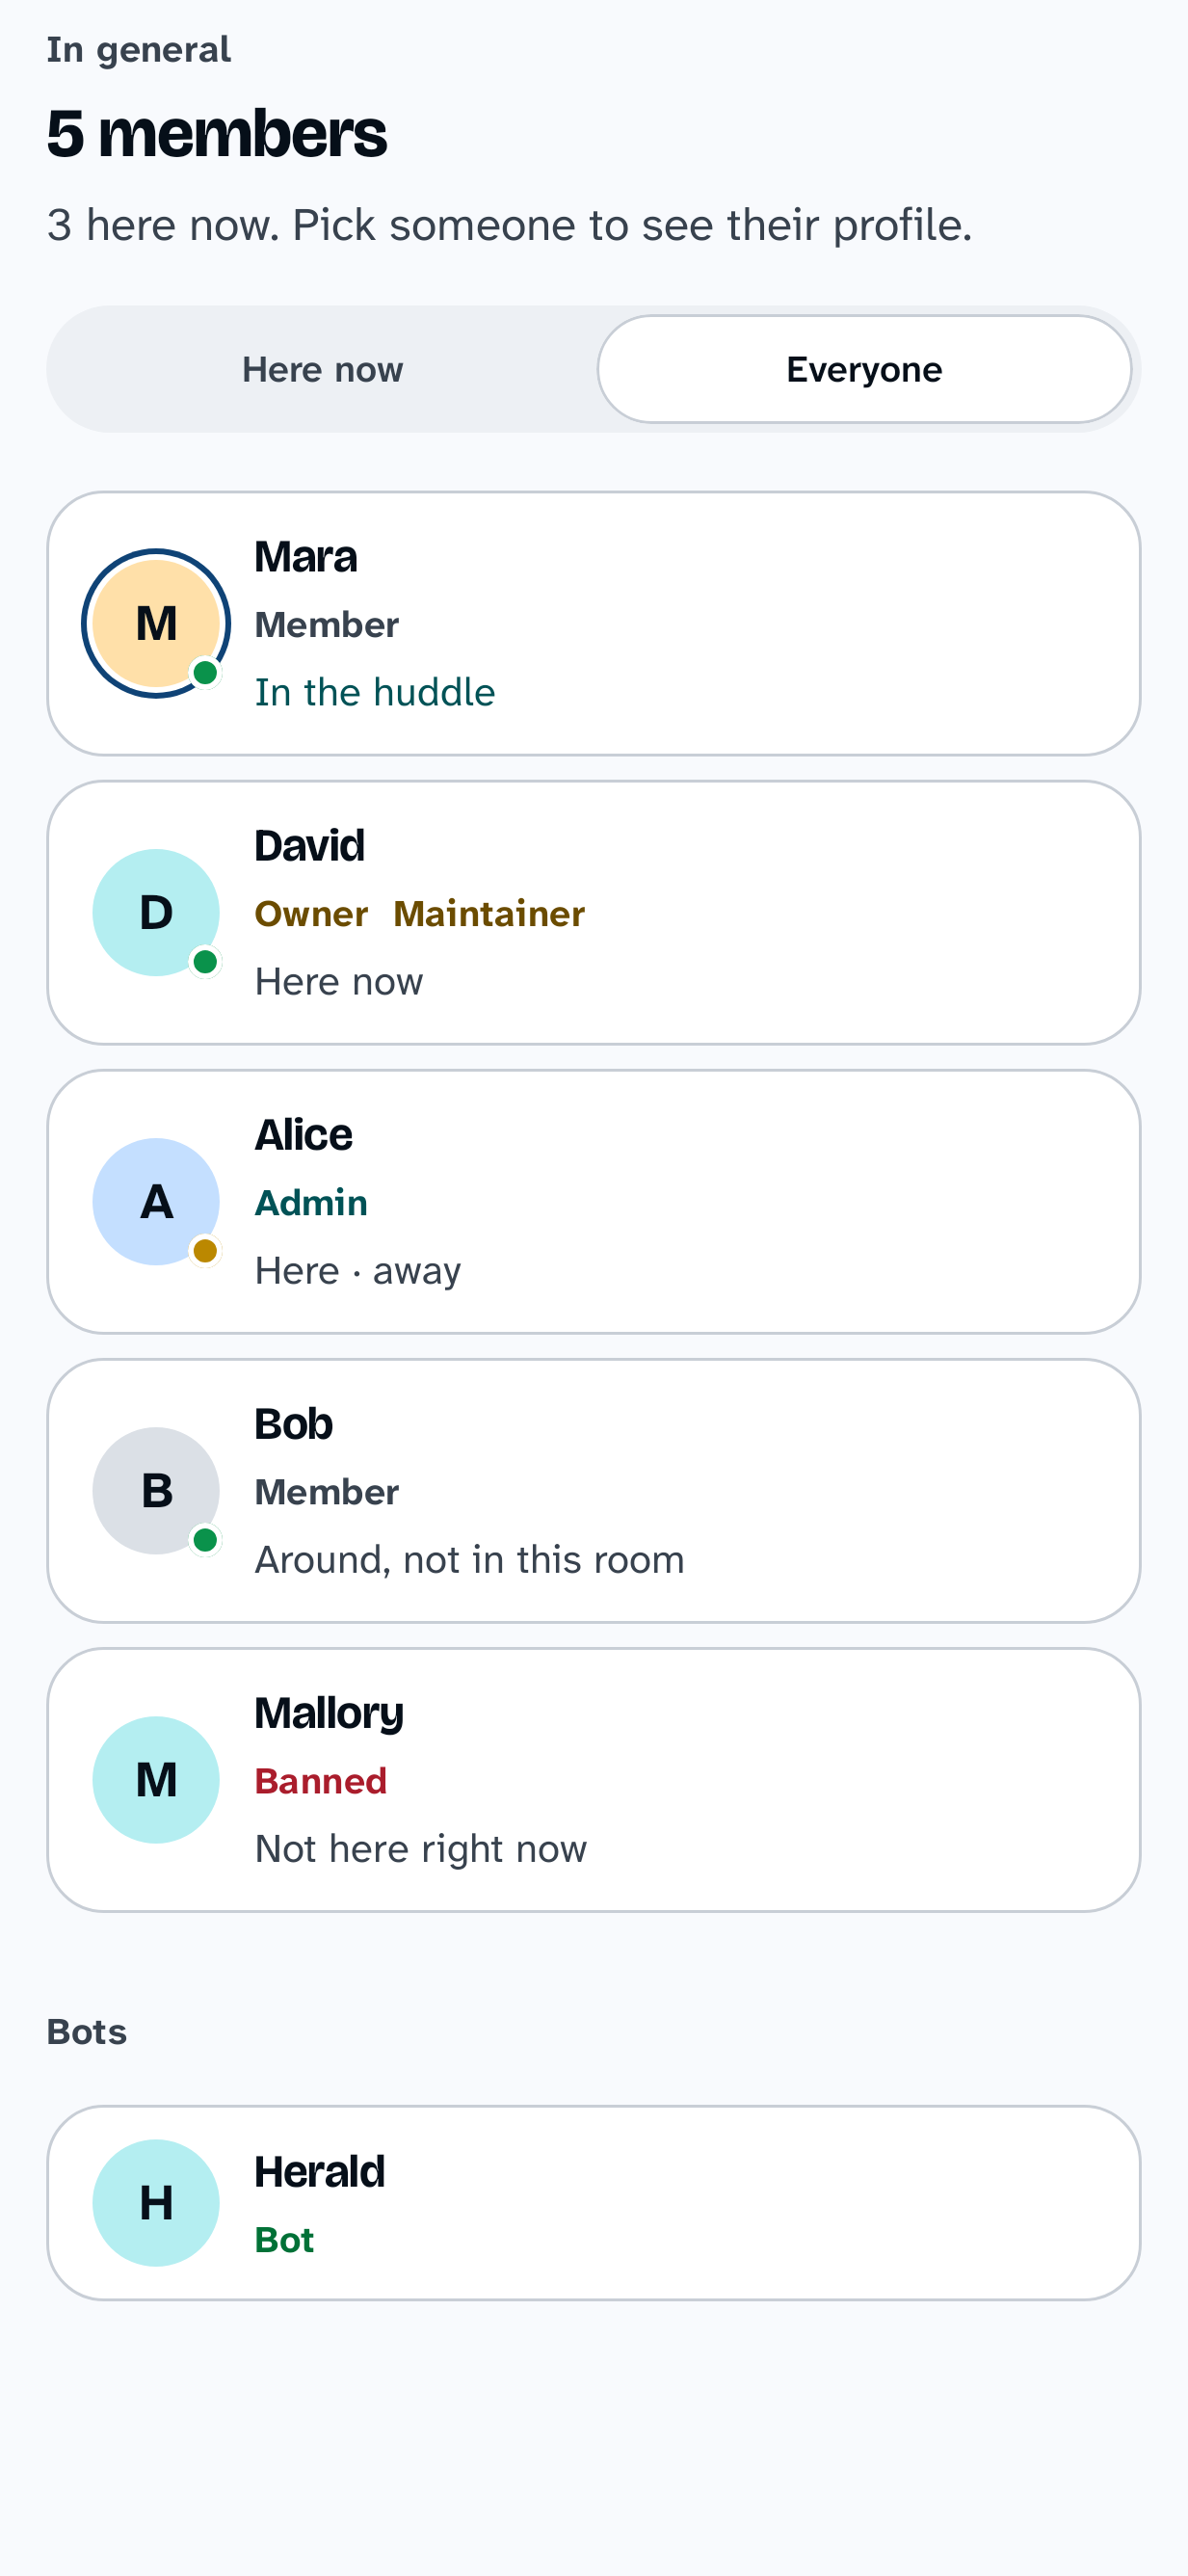 In general
5 members
3 here now. Pick someone to see their profile.
Here now
Everyone
M
Mara
Member
In the huddle
D
David
Owner Maintainer
Here now
A
Alice
Admin
Here · away
B
Bob
Member
Around, not in this room
M
Mallory
Banned
Not here right now
Bots
H
Herald
Bot